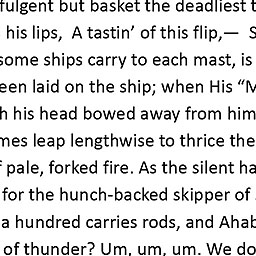 fulgent but basket the deadliest
his lips,  A tastin’ of this flip,—
some ships carry to each mast, is
een laid on the ship; when His “M
his head bowed away from him
mes leap lengthwise to thrice the
pale, forked fire. As the silent ha
for the hunch-backed skipper of
a hundred carries rods, and Ahab
of thunder? Um, um, um. We do